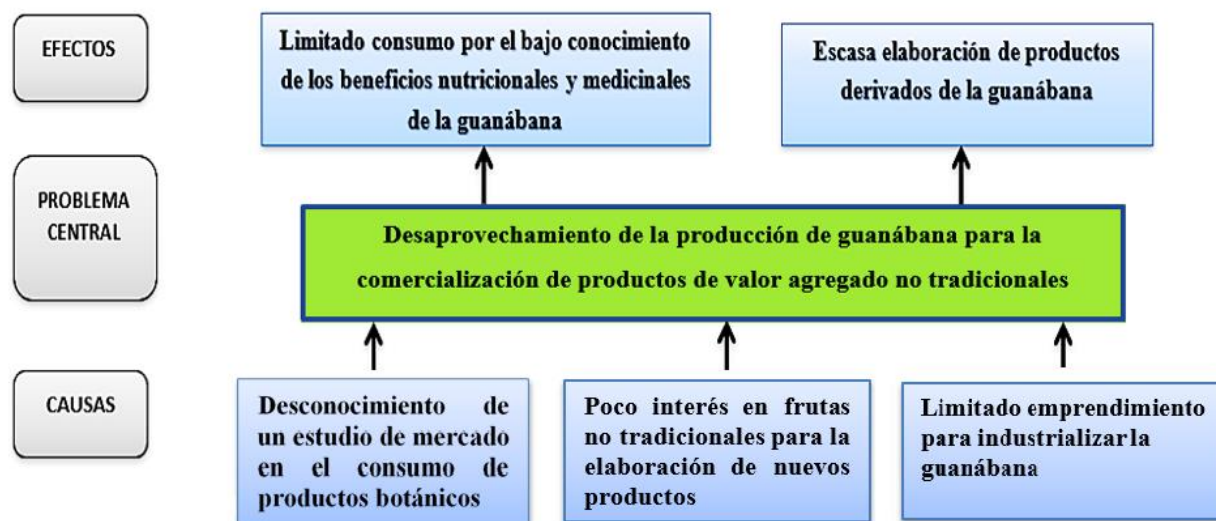 EFECTOS
Limitado consumo por el bajo conocimiento
de los beneficios nutricionales y medicinales
de la guanábana
Escasa elaboración de productos
derivados de la guanábana
PROBLEMA
CENTRAL
Desaprovechamiento de la producción de guanábana para la
comercialización de productos de valor agregado no tradicionales
CAUSAS
Desconocimiento de
un estudio de mercado
en el consumo de
productos botánicos
Poco interés en frutas
no tradicionales para la
elaboración de nuevos
productos
Limitado emprendimiento
para industrializar la
guanábana